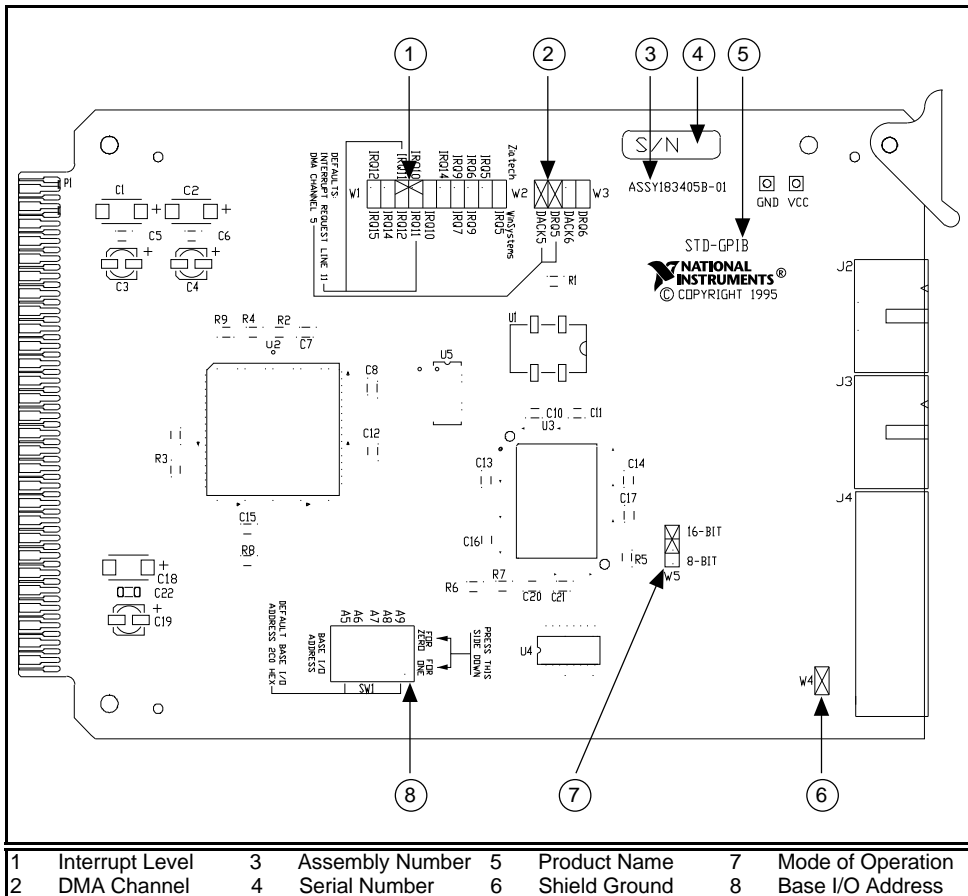 1 2 3 4 5
S/N
ASSY183405B-01
GND VCC
STD-GPIB
NATIONAL
INSTRUMENTS®
© COPYRIGHT 1995
DEFAULTS:
INTERRUPT REQUEST LINE 11
DMA CHANNEL 5
Ziatech
IRQ12 IRQ11 IRQ10 IRQ14 IRQ9 IRQ6 IRQ5
W1 W2 W3
WinSystems
IRQ15 IRQ14 IRQ12 IRQ11 IRQ10 IRQ7 IRQ9 IRQ5
DACK5 DRQ5 DACK6 DRQ6
P1
C1 C2
C5 C6
C3 C4
R1
R9 R4 R2 C7
U2
U5
U1
C8
C10 C11
U3
C12
R3
C13 C14
C17
C15
C16
R8
R5
R6 R7 C20 C21
16-BIT
8-BIT
W5
J2
J3
J4
C18
C22
C19
DEFAULT BASE I/O
ADDRESS 2C0 HEX
BASE I/O
ADDRESS
A5 A6 A7 A8 A9
SW1
FOR ZERO
FOR ONE
PRESS THIS
SIDE DOWN
U4
W4
8 7 6
1 Interrupt Level 3 Assembly Number 5 Product Name 7 Mode of Operation
2 DMA Channel 4 Serial Number 6 Shield Ground 8 Base I/O Address